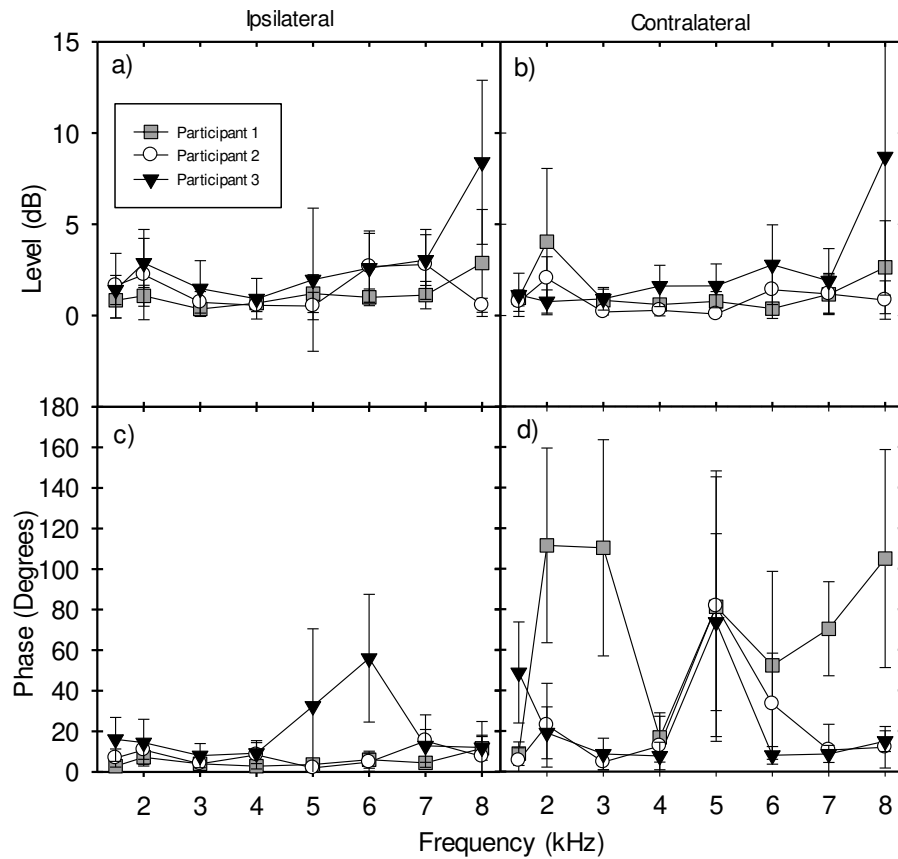 Ipsilateral
Contralateral
15
10
5
0
Level (dB)
a)
b)
Participant 1
Participant 2
Participant 3
180
160
140
120
100
80
60
40
20
0
Phase (Degrees)
c)
d)
2 3 4 5 6 7 8
2 3 4 5 6 7 8
Frequency (kHz)